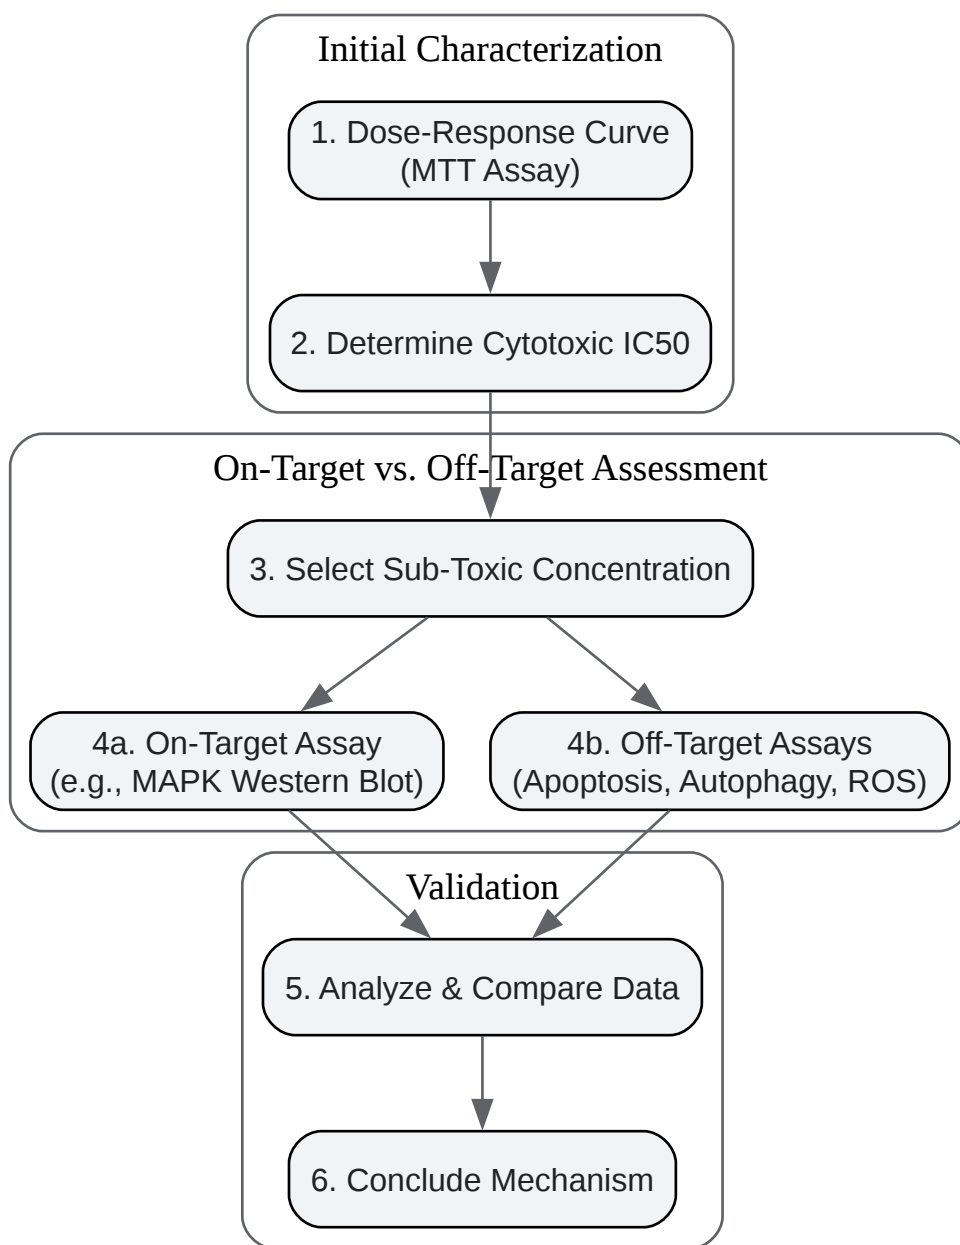 Initial Characterization
1. Dose-Response Curve
(MTT Assay)
2. Determine Cytotoxic IC50
On-Target vs. Off-Target Assessment
3. Select Sub-Toxic Concentration
4a. On-Target Assay
(e.g., MAPK Western Blot)
4b. Off-Target Assays
(Apoptosis, Autophagy, ROS)
Validation
5. Analyze & Compare Data
6. Conclude Mechanism